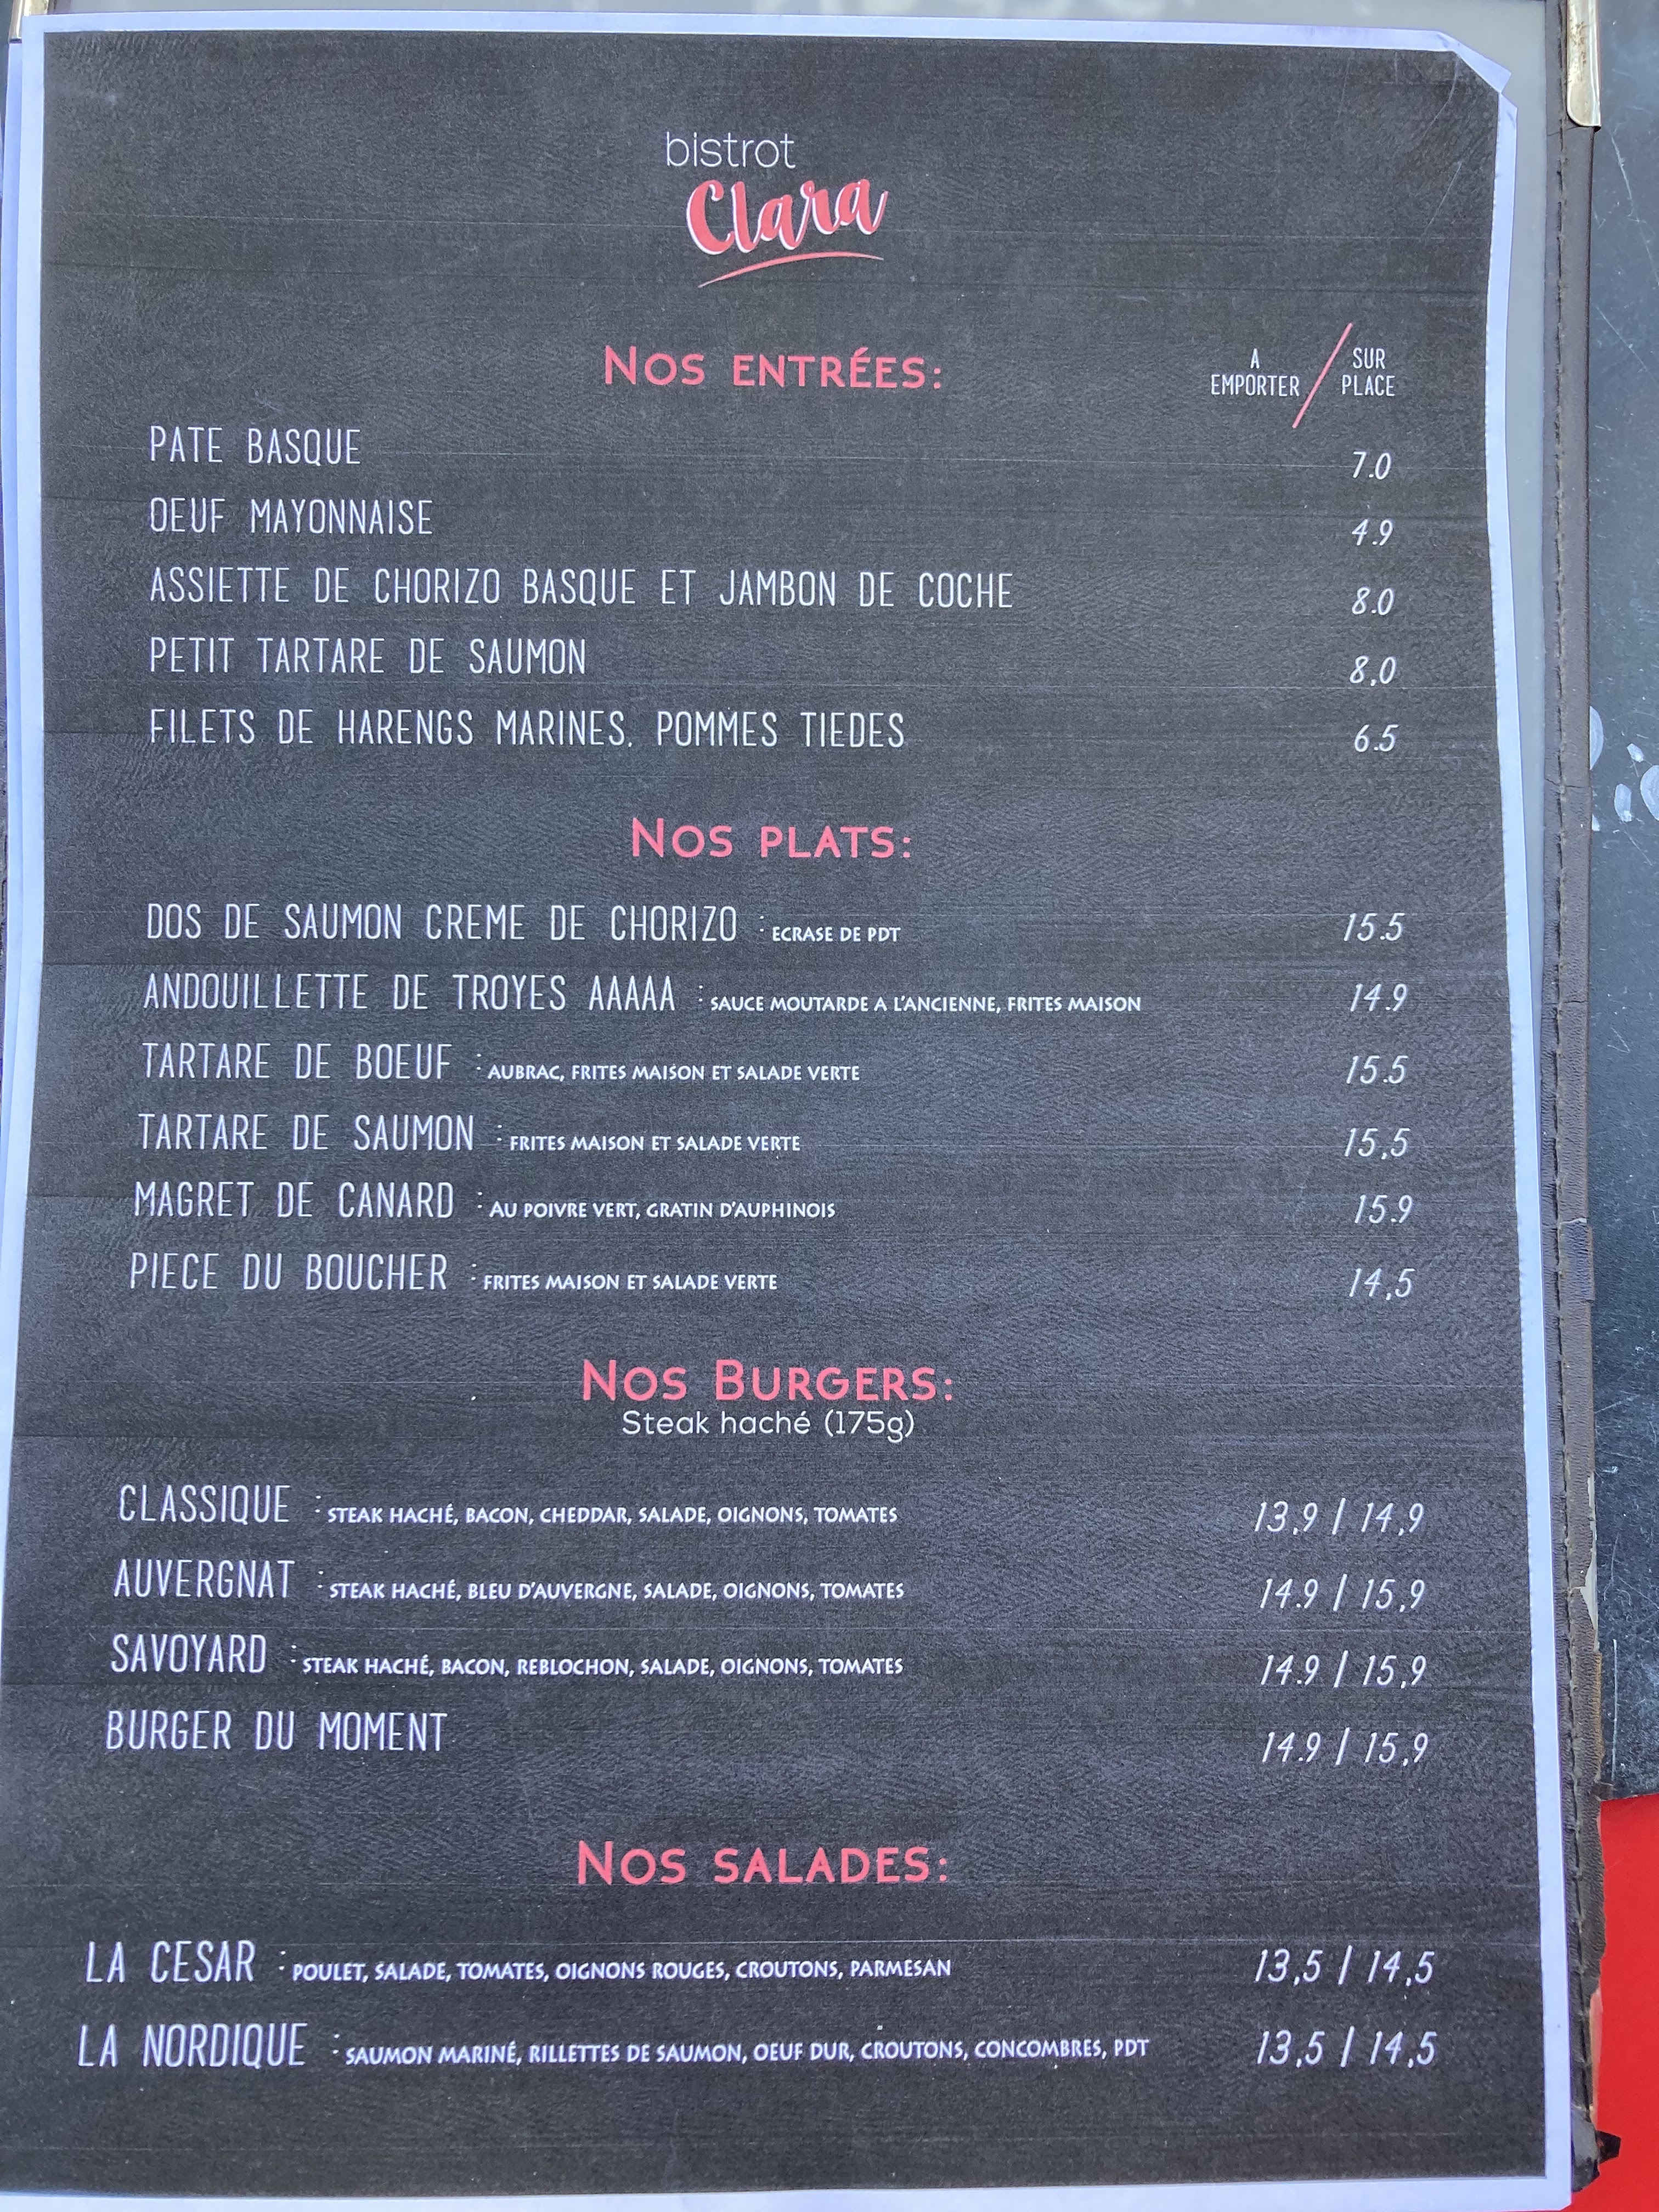 bistrot
Clara
NOS ENTRÉES:
A EMPORTER / SUR PLACE
PATE BASQUE 7.0
OEUF MAYONNAISE 4.9
ASSIETTE DE CHORIZO BASQUE ET JAMBON DE COCHE 8.0
PETIT TARTARE DE SAUMON 8,0
FILETS DE HARENGS MARINES. POMMES TIEDES 6.5
NOS PLATS:
DOS DE SAUMON CREME DE CHORIZO : ECRASE DE PDT 15.5
ANDOUILLETTE DE TROYES AAAAA : SAUCE MOUTARDE A L'ANCIENNE, FRITES MAISON 14.9
TARTARE DE BOEUF : AUBRAC, FRITES MAISON ET SALADE VERTE 15.5
TARTARE DE SAUMON : FRITES MAISON ET SALADE VERTE 15,5
MAGRET DE CANARD : AU POIVRE VERT, GRATIN D'AUPHINOIS 15.9
PIECE DU BOUCHER : FRITES MAISON ET SALADE VERTE 14,5
NOS BURGERS:
Steak haché (175g)
CLASSIQUE : STEAK HACHÉ, BACON, CHEDDAR, SALADE, OIGNONS, TOMATES 13,9 / 14,9
AUVERGNAT : STEAK HACHÉ, BLEU D'AUVERGNE, SALADE, OIGNONS, TOMATES 14.9 / 15,9
SAVOYARD : STEAK HACHÉ, BACON, REBLOCHON, SALADE, OIGNONS, TOMATES 14.9 / 15,9
BURGER DU MOMENT 14.9 / 15,9
NOS SALADES:
LA CESAR : POULET, SALADE, TOMATES, OIGNONS ROUGES, CROUTONS, PARMESAN 13,5 / 14,5
LA NORDIQUE : SAUMON MARINÉ, RILLETTES DE SAUMON, OEUF DUR, CROUTONS, CONCOMBRES, PDT 13,5 / 14,5